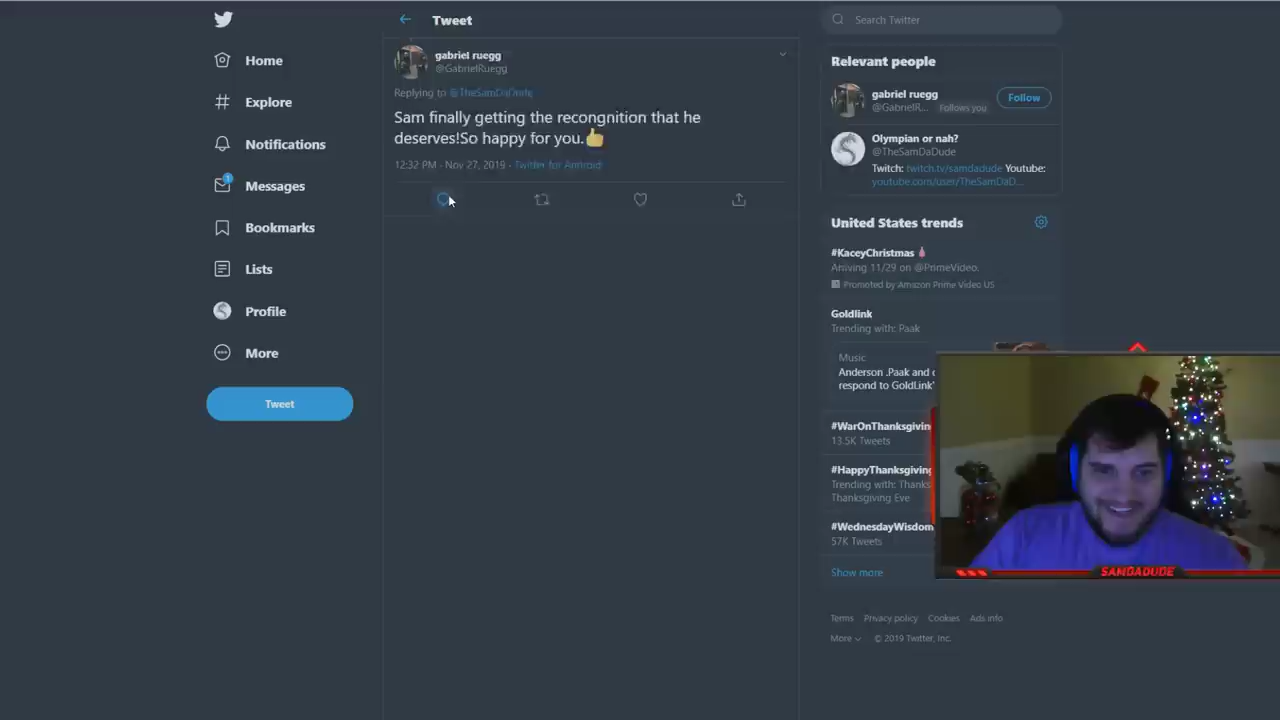 Tweet
Search Twitter
Home
Explore
Notifications
1
Messages
Bookmarks
Lists
Profile
More
Tweet
gabriel ruegg
@GabrielRuegg
Replying to @TheSamDaDude
Sam finally getting the recongnition that he
deserves!So happy for you.👍
12:32 PM · Nov 27, 2019 · Twitter for Android
Relevant people
gabriel ruegg
@GabrielR... Follows you
Follow
Olympian or nah?
@TheSamDaDude
Twitch: twitch.tv/samdadude Youtube:
youtube.com/user/TheSamDaD...
United States trends
#KaceyChristmas
Arriving 11/29 on @PrimeVideo.
Promoted by Amazon Prime Video US
Goldlink
Trending with: Paak
Music
Anderson .Paak and
respond to GoldLink'
#WarOnThanksgiving
13.5K Tweets
#HappyThanksgiving
Trending with: Thanks
Thanksgiving Eve
#WednesdayWisdom
57K Tweets
Show more
SAMDADUDE
Terms Privacy policy Cookies Ads info
More © 2019 Twitter, Inc.